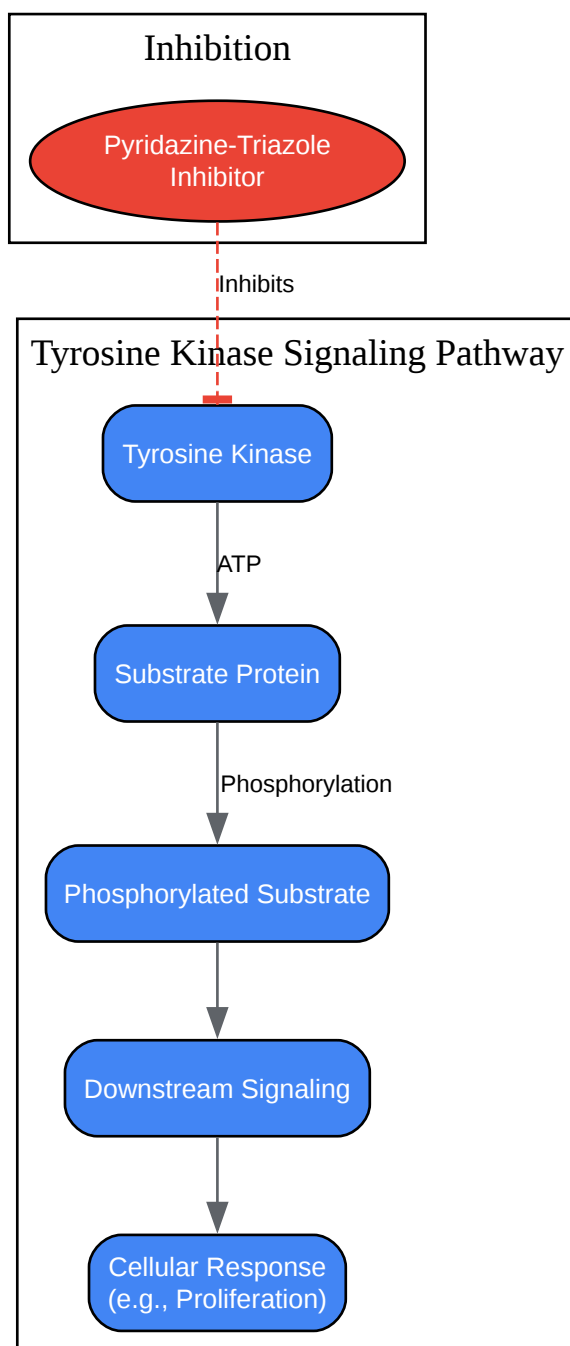 Inhibition
Pyridazine-Triazole
Inhibitor
Inhibits
Tyrosine Kinase Signaling Pathway
Tyrosine Kinase
ATP
Substrate Protein
Phosphorylation
Phosphorylated Substrate
Downstream Signaling
Cellular Response
(e.g., Proliferation)